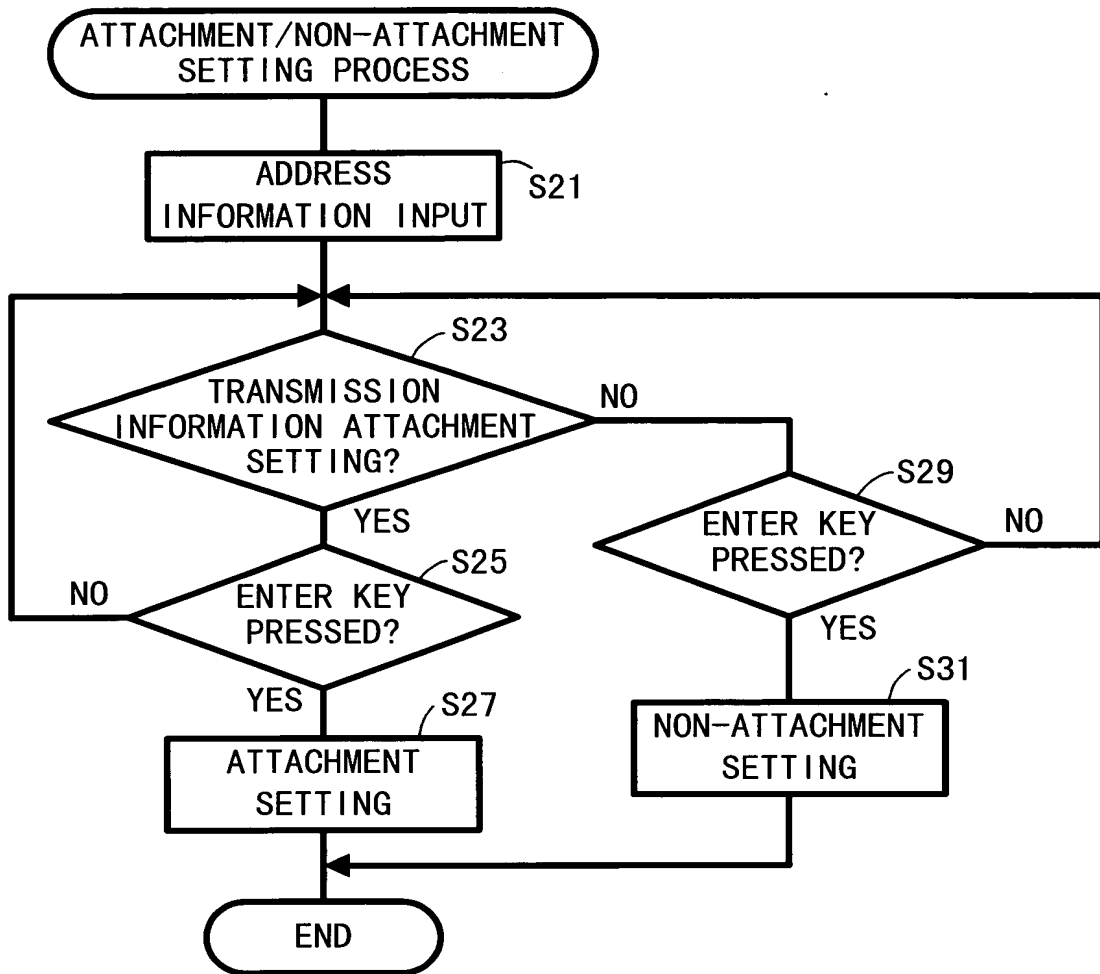 ATTACHMENT/NON-ATTACHMENT
SETTING PROCESS
ADDRESS
INFORMATION INPUT
S21
S23
TRANSMISSION
INFORMATION ATTACHMENT
SETTING?
NO
YES
S29
ENTER KEY
PRESSED?
NO
YES
S25
ENTER KEY
PRESSED?
NO
YES
S27
ATTACHMENT
SETTING
S31
NON-ATTACHMENT
SETTING
END